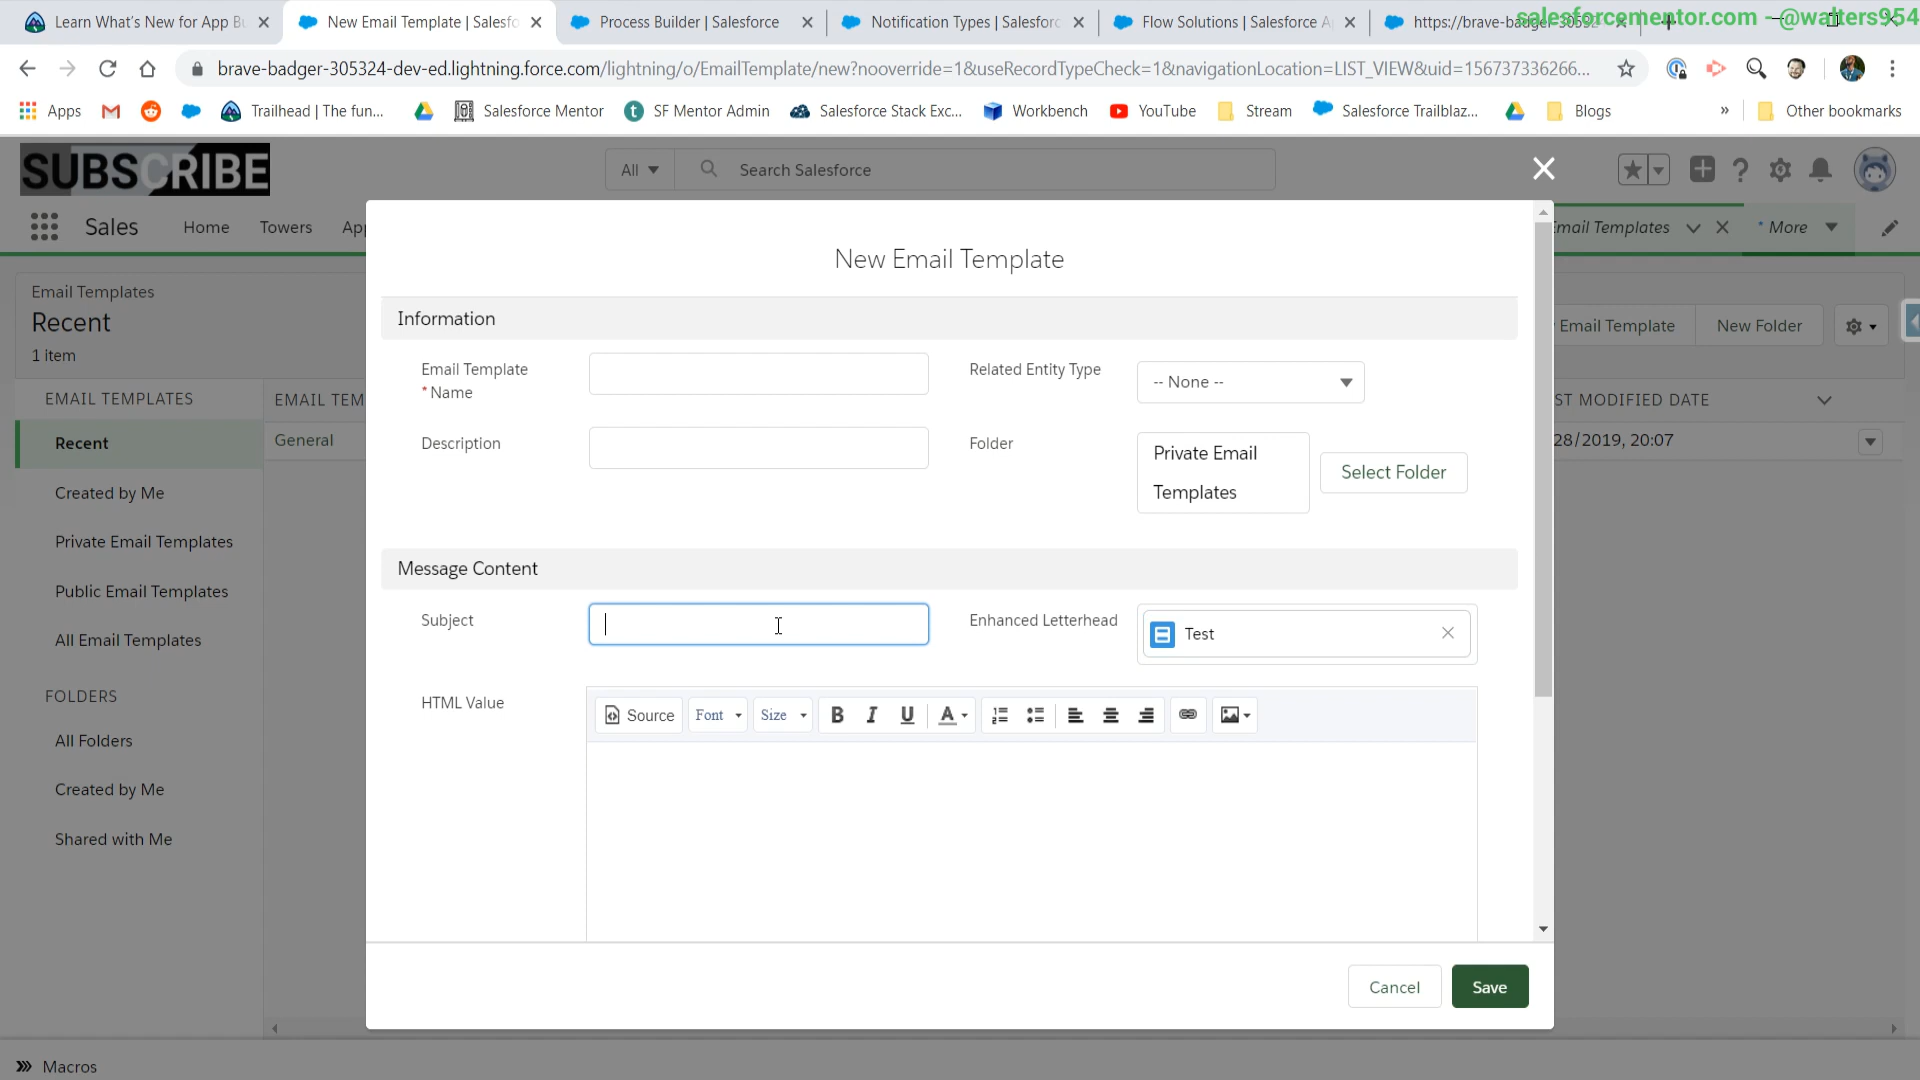 Learn What's New for App Bu
New Email Template | Salesfo
Process Builder | Salesforce
Notification Types | Salesforc
Flow Solutions | Salesforce A
https://brave-badger-30532
salesforcementor.com - @walters954
brave-badger-305324-dev-ed.lightning.force.com/lightning/o/EmailTemplate/new?nooverride=1&useRecordTypeCheck=1&navigationLocation=LIST_VIEW&uid=156737336266...
Apps
Trailhead | The fun...
Salesforce Mentor
SF Mentor Admin
Salesforce Stack Exc...
Workbench
YouTube
Stream
Salesforce Trailblaz...
Blogs
»
Other bookmarks
SUBSCRIBE
All
Search Salesforce
Sales
Home
Towers
App
Email Templates
* More
Email Templates
Recent
1 item
Email Template
New Folder
EMAIL TEMPLATES
EMAIL TEM
ST MODIFIED DATE
Recent
General
28/2019, 20:07
Created by Me
Private Email Templates
Public Email Templates
All Email Templates
FOLDERS
All Folders
Created by Me
Shared with Me
New Email Template
Information
Email Template
* Name
Related Entity Type
-- None --
Description
Folder
Private Email
Templates
Select Folder
Message Content
Subject
Enhanced Letterhead
Test
HTML Value
Source
Font
Size
B I U A
Cancel
Save
Macros